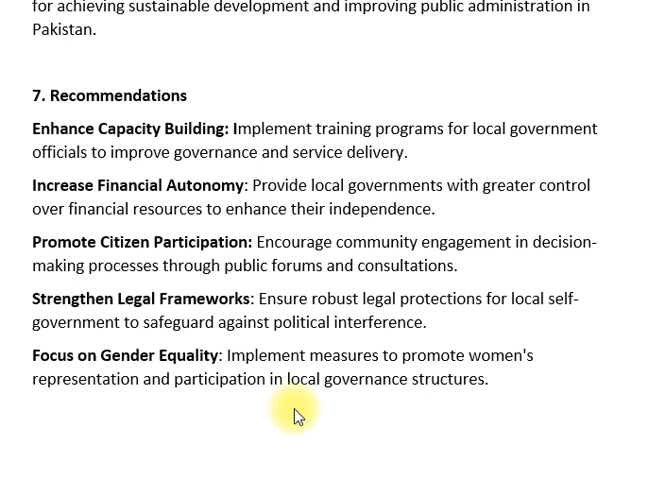 for achieving sustainable development and improving public administration in
Pakistan.
7. Recommendations
Enhance Capacity Building: Implement training programs for local government
officials to improve governance and service delivery.
Increase Financial Autonomy: Provide local governments with greater control
over financial resources to enhance their independence.
Promote Citizen Participation: Encourage community engagement in decision-
making processes through public forums and consultations.
Strengthen Legal Frameworks: Ensure robust legal protections for local self-
government to safeguard against political interference.
Focus on Gender Equality: Implement measures to promote women's
representation and participation in local governance structures.